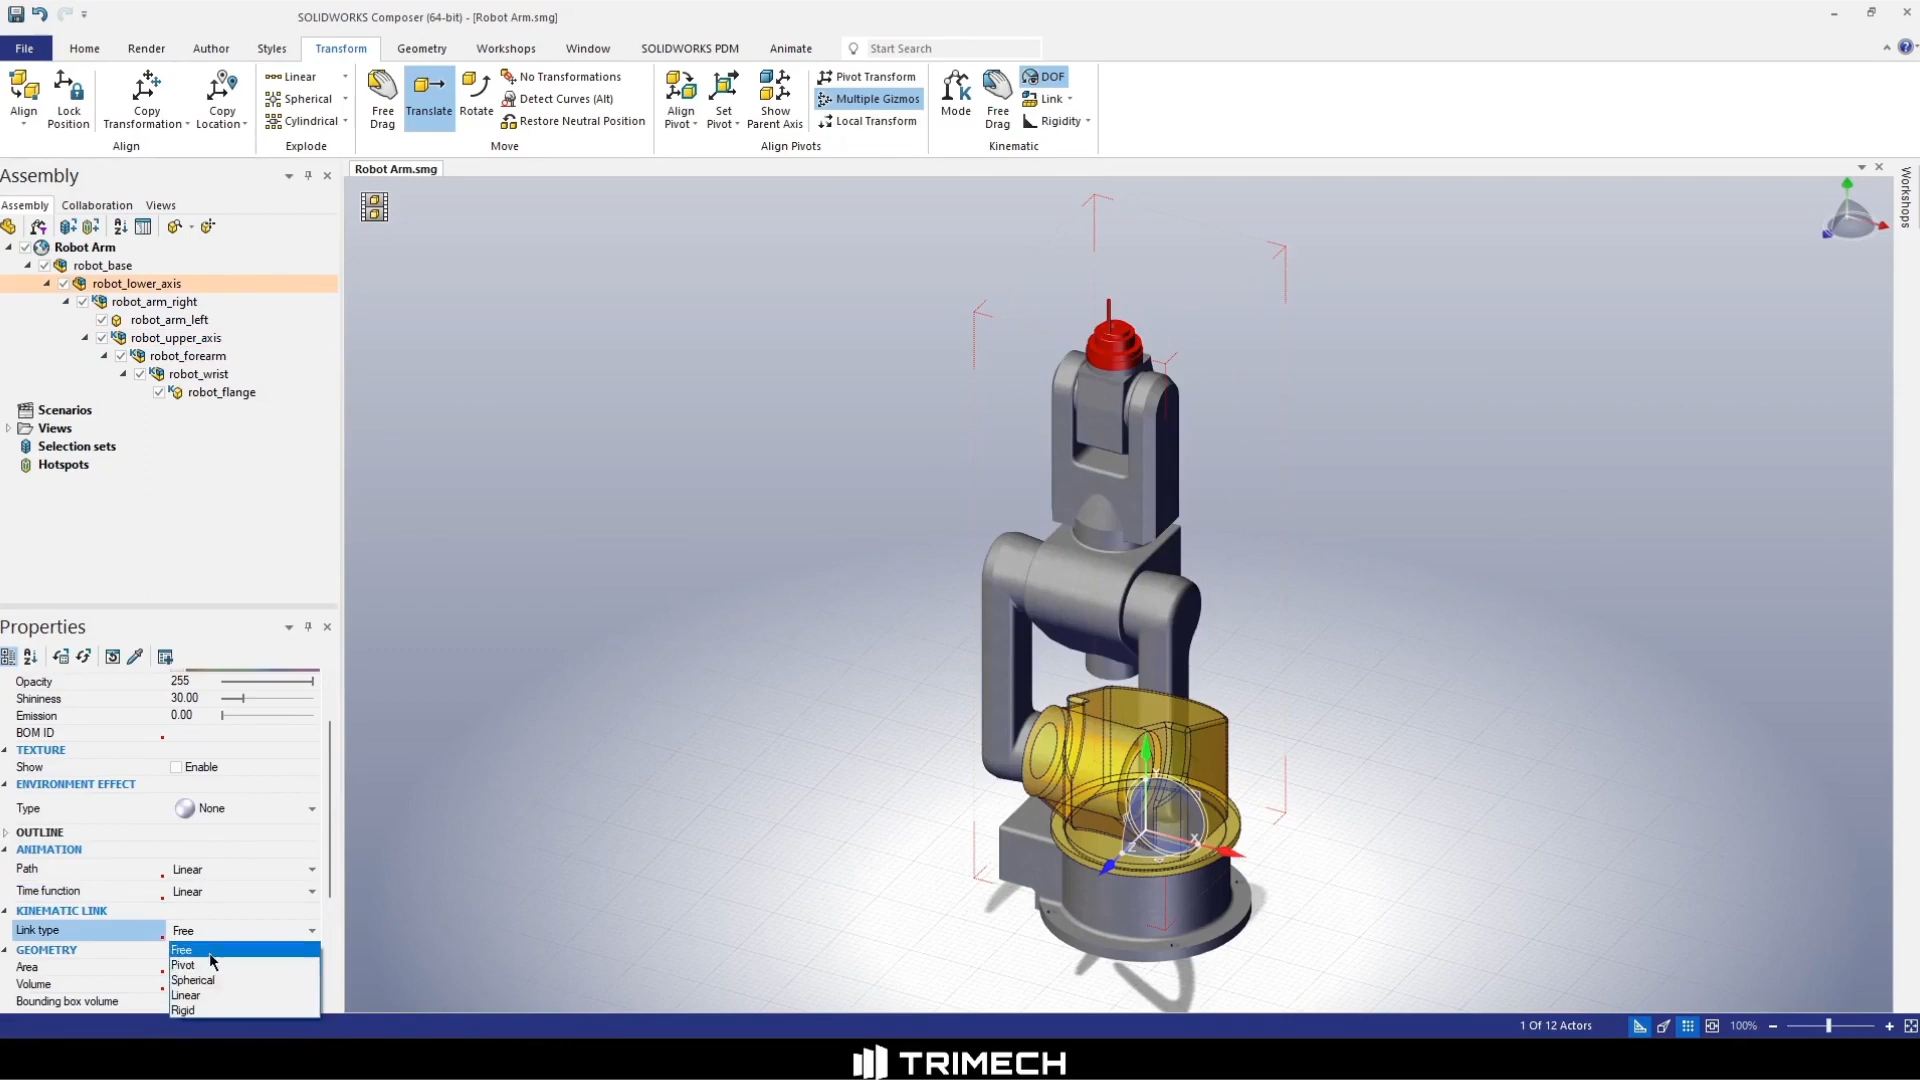 SOLIDWORKS Composer (64-bit) - [Robot Arm.smg]
File Home Render Author Styles Transform Geometry Workshops Window SOLIDWORKS PDM Animate Start Search
Align
Lock Position
Copy Transformation
Copy Location
Align
Linear
Spherical
Cylindrical
Explode
Free Drag
Translate
Rotate
No Transformations
Detect Curves (Alt)
Restore Neutral Position
Move
Align Pivot
Set Pivot
Show Parent Axis
Pivot Transform
Multiple Gizmos
Local Transform
Align Pivots
Mode
Free Drag
DOF
Link
Rigidity
Kinematic
Assembly
Assembly Collaboration Views
Robot Arm
robot_base
robot_lower_axis
robot_arm_right
robot_arm_left
robot_upper_axis
robot_forearm
robot_wrist
robot_flange
Scenarios
Views
Selection sets
Hotspots
Properties
Opacity 255
Shininess 30.00
Emission 0.00
BOM ID
TEXTURE
Show Enable
ENVIRONMENT EFFECT
Type None
OUTLINE
ANIMATION
Path Linear
Time function Linear
KINEMATIC LINK
Link type Free
GEOMETRY
Area
Volume
Bounding box volume
Free
Pivot
Spherical
Linear
Rigid
Robot Arm.smg
Workshops
X
Z
1 Of 12 Actors 100%
TRIMECH